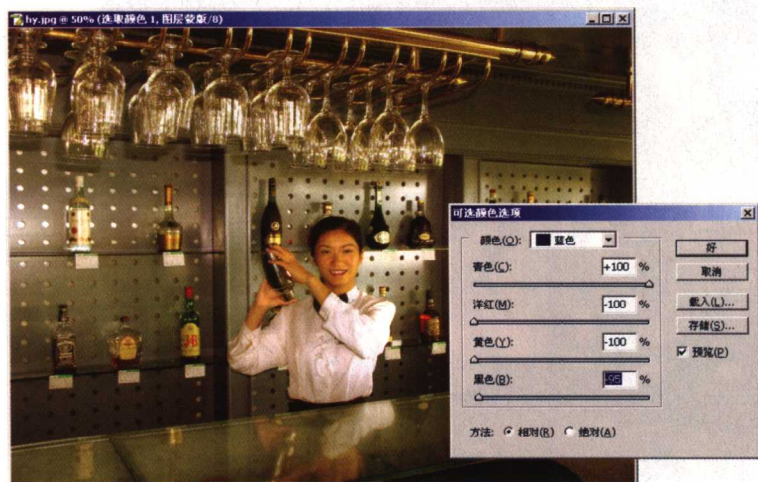 hy.jpg @ 50% (选取颜色 1, 图层蒙版/8)
可选颜色选项
颜色(O): 蓝色
青色(C): +100 %
洋红(M): -100 %
黄色(Y): -100 %
黑色(B): -95 %
方法: 相对(R) 绝对(A)
好
取消
载入(L)...
存储(S)...
预览(P)
J&B